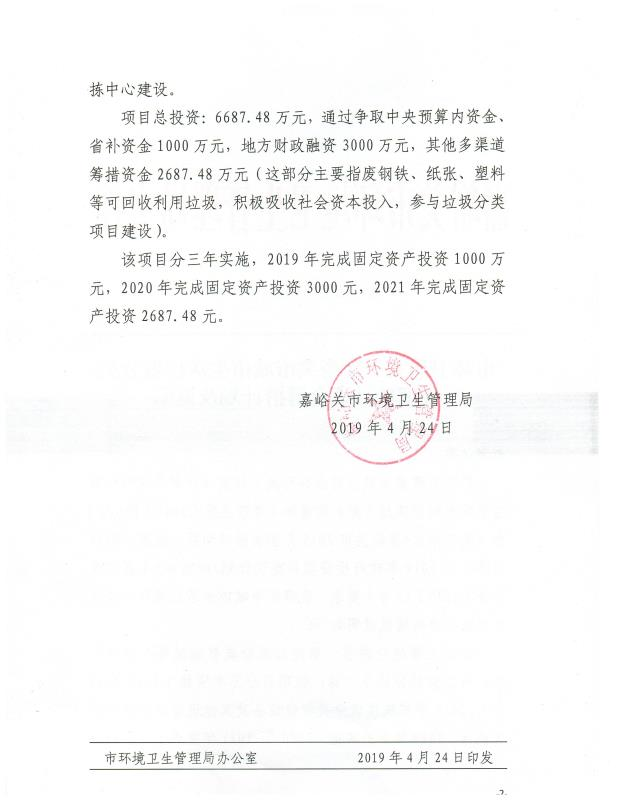 拣中心建设。
项目总投资：6687.48 万元，通过争取中央预算内资金、
省补资金 1000 万元，地方财政融资 3000 万元，其他多渠道
筹措资金 2687.48 万元（这部分主要指废钢铁、纸张、塑料
等可回收利用垃圾，积极吸收社会资本投入，参与垃圾分类
项目建设）。
该项目分三年实施，2019 年完成固定资产投资 1000 万
元，2020 年完成固定资产投资 3000 元，2021 年完成固定资
产投资 2687.48 元。
嘉峪关市环境卫生管理局
2019 年 4 月 24 日
市环境卫生管理局办公室 2019 年 4 月 24 日印发
-2-